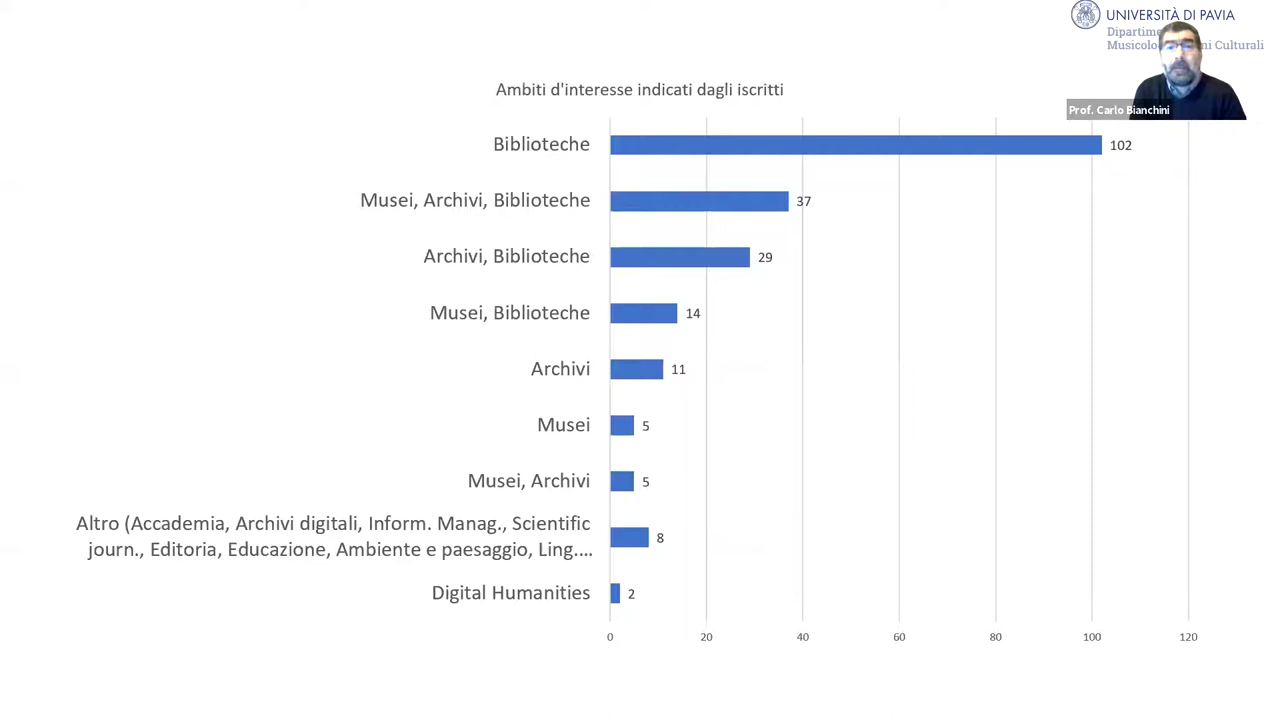 UNIVERSITÀ DI PAVIA
Dipartime
Musicolo ni Culturali
Prof. Carlo Bianchini
Ambiti d'interesse indicati dagli iscritti
Biblioteche 102
Musei, Archivi, Biblioteche 37
Archivi, Biblioteche 29
Musei, Biblioteche 14
Archivi 11
Musei 5
Musei, Archivi 5
Altro (Accademia, Archivi digitali, Inform. Manag., Scientific
journ., Editoria, Educazione, Ambiente e paesaggio, Ling.... 8
Digital Humanities 2
0 20 40 60 80 100 120